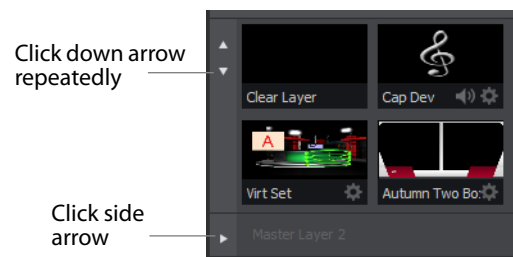 Click down arrow
repeatedly
Clear Layer
Cap Dev
A
Virt Set
Autumn Two Bo:
Click side
arrow
Master Layer 2